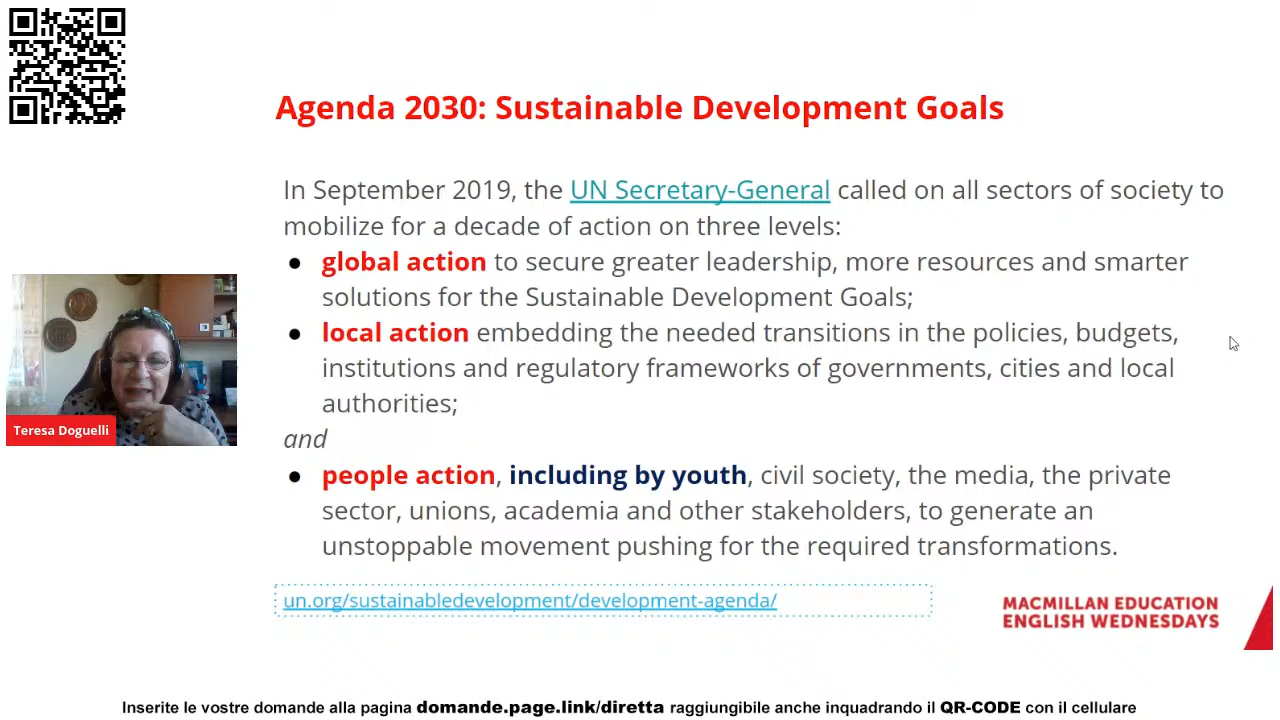 Agenda 2030: Sustainable Development Goals
In September 2019, the UN Secretary-General called on all sectors of society to
mobilize for a decade of action on three levels:
● global action to secure greater leadership, more resources and smarter
solutions for the Sustainable Development Goals;
● local action embedding the needed transitions in the policies, budgets,
institutions and regulatory frameworks of governments, cities and local
authorities;
and
● people action, including by youth, civil society, the media, the private
sector, unions, academia and other stakeholders, to generate an
unstoppable movement pushing for the required transformations.
un.org/sustainabledevelopment/development-agenda/
Teresa Doguelli
MACMILLAN EDUCATION
ENGLISH WEDNESDAYS
Inserite le vostre domande alla pagina domande.page.link/diretta raggiungibile anche inquadrando il QR-CODE con il cellulare